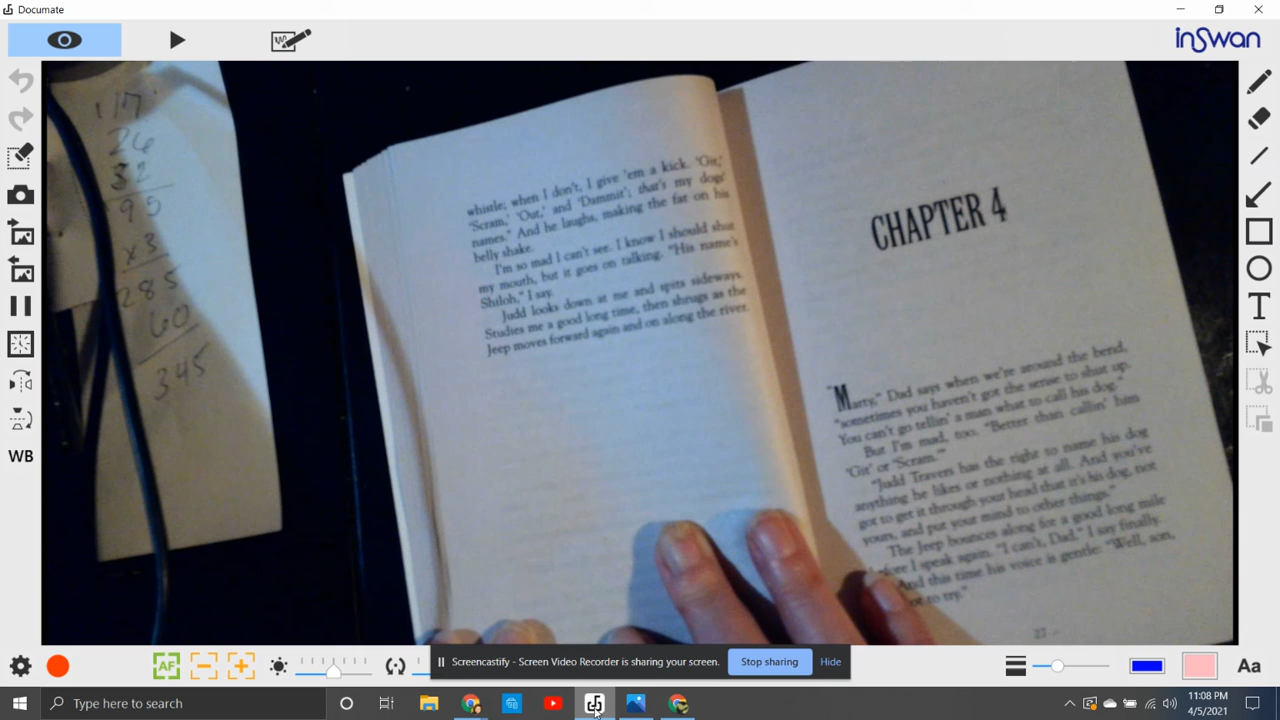 Documate
inswan
117
26
32
95
x3
285
60
345
whistle; when I don't, I give 'em a kick. 'Git,'
'Scram,' 'Out,' and 'Dammit'; that's my dogs'
names." And he laughs, making the fat on his
belly shake.
I'm so mad I can't see. I know I should shut
my mouth, but it goes on talking. "His name's
Shiloh," I say.
Judd looks down at me and spits sideways.
Studies me a good long time, then shrugs as the
Jeep moves forward again and on along the river.
CHAPTER 4
"Marty," Dad says when we're around the bend,
"sometimes you haven't got the sense to shut up.
You can't go tellin' a man what to call his dog."
But I'm mad, too. "Better than callin' him
'Git' or 'Scram.'"
"Judd Travers has the right to name his dog
anything he likes or nothing at all. And you've
got to get it through your head that it's his dog, not
yours, and put your mind to other things."
The Jeep bounces along for a good long mile
before I speak again. "I can't, Dad," I say finally.
And this time his voice is gentle: "Well, son,
to try."
27
WB
AF
T
Screencastify - Screen Video Recorder is sharing your screen.
Stop sharing
Hide
Aa
Type here to search
11:08 PM
4/5/2021